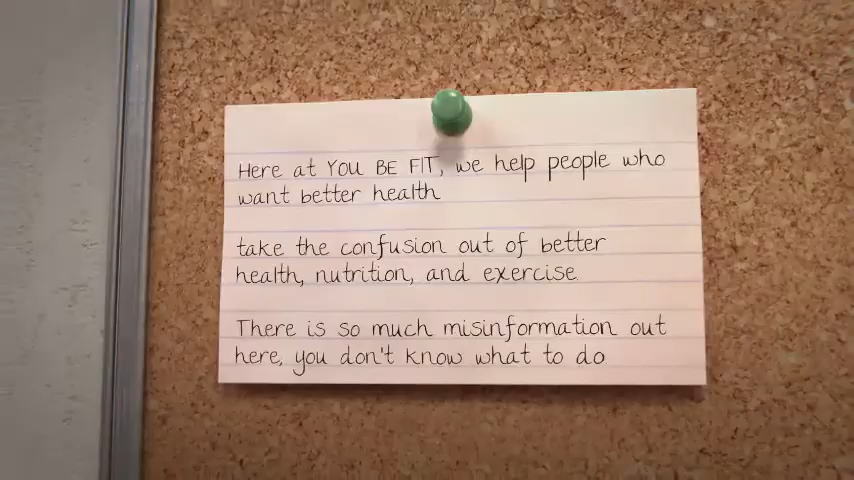 Here at YOU BE FIT, we help people who
want better health
take the confusion out of better
health, nutrition, and exercise
There is so much misinformation out
here, you don't know what to do